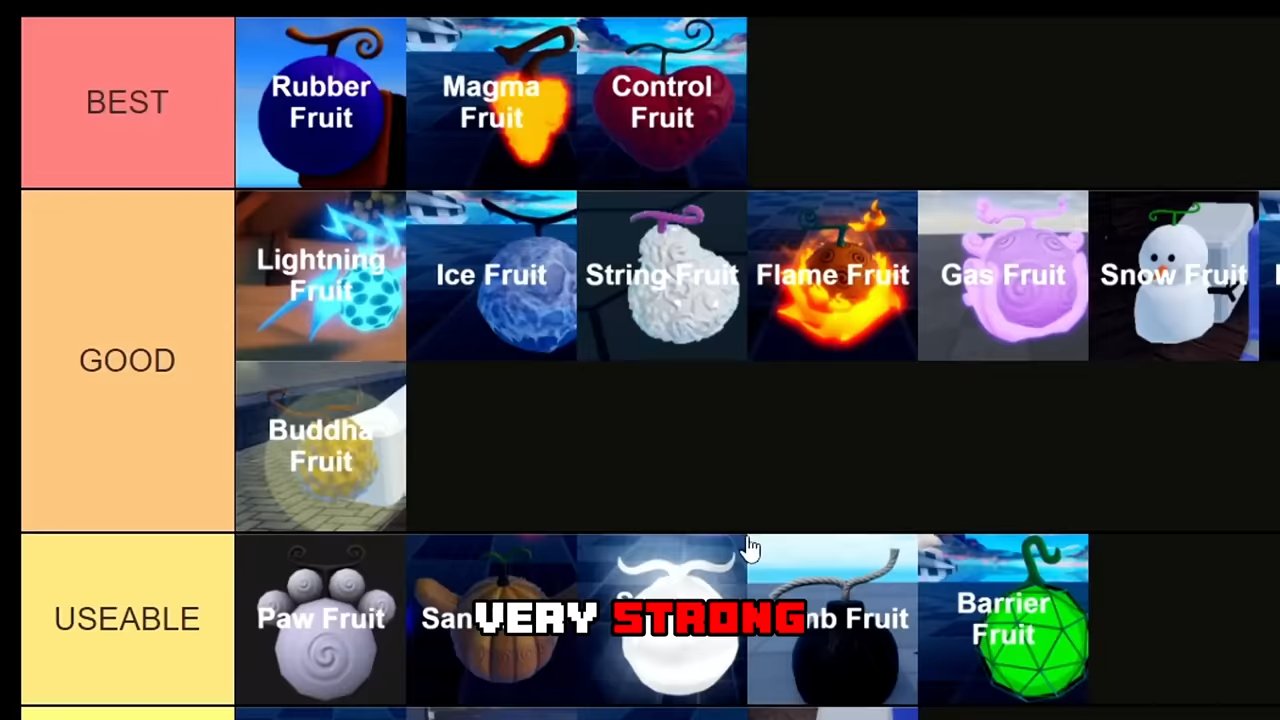 BEST
Rubber
Fruit
Magma
Fruit
Control
Fruit
GOOD
Lightning
Fruit
Ice Fruit
String Fruit
Flame Fruit
Gas Fruit
Snow Fruit
Buddha
Fruit
USEABLE
Paw Fruit
VERY STRONG
Fruit
Barrier
Fruit